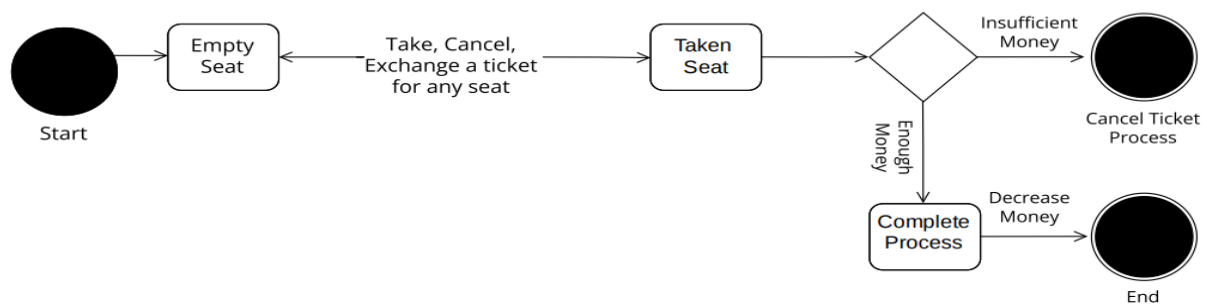 Start
Empty
Seat
Take, Cancel,
Exchange a ticket
for any seat
Taken
Seat
Insufficient
Money
Cancel Ticket
Process
Enough
Money
Complete
Process
Decrease
Money
End